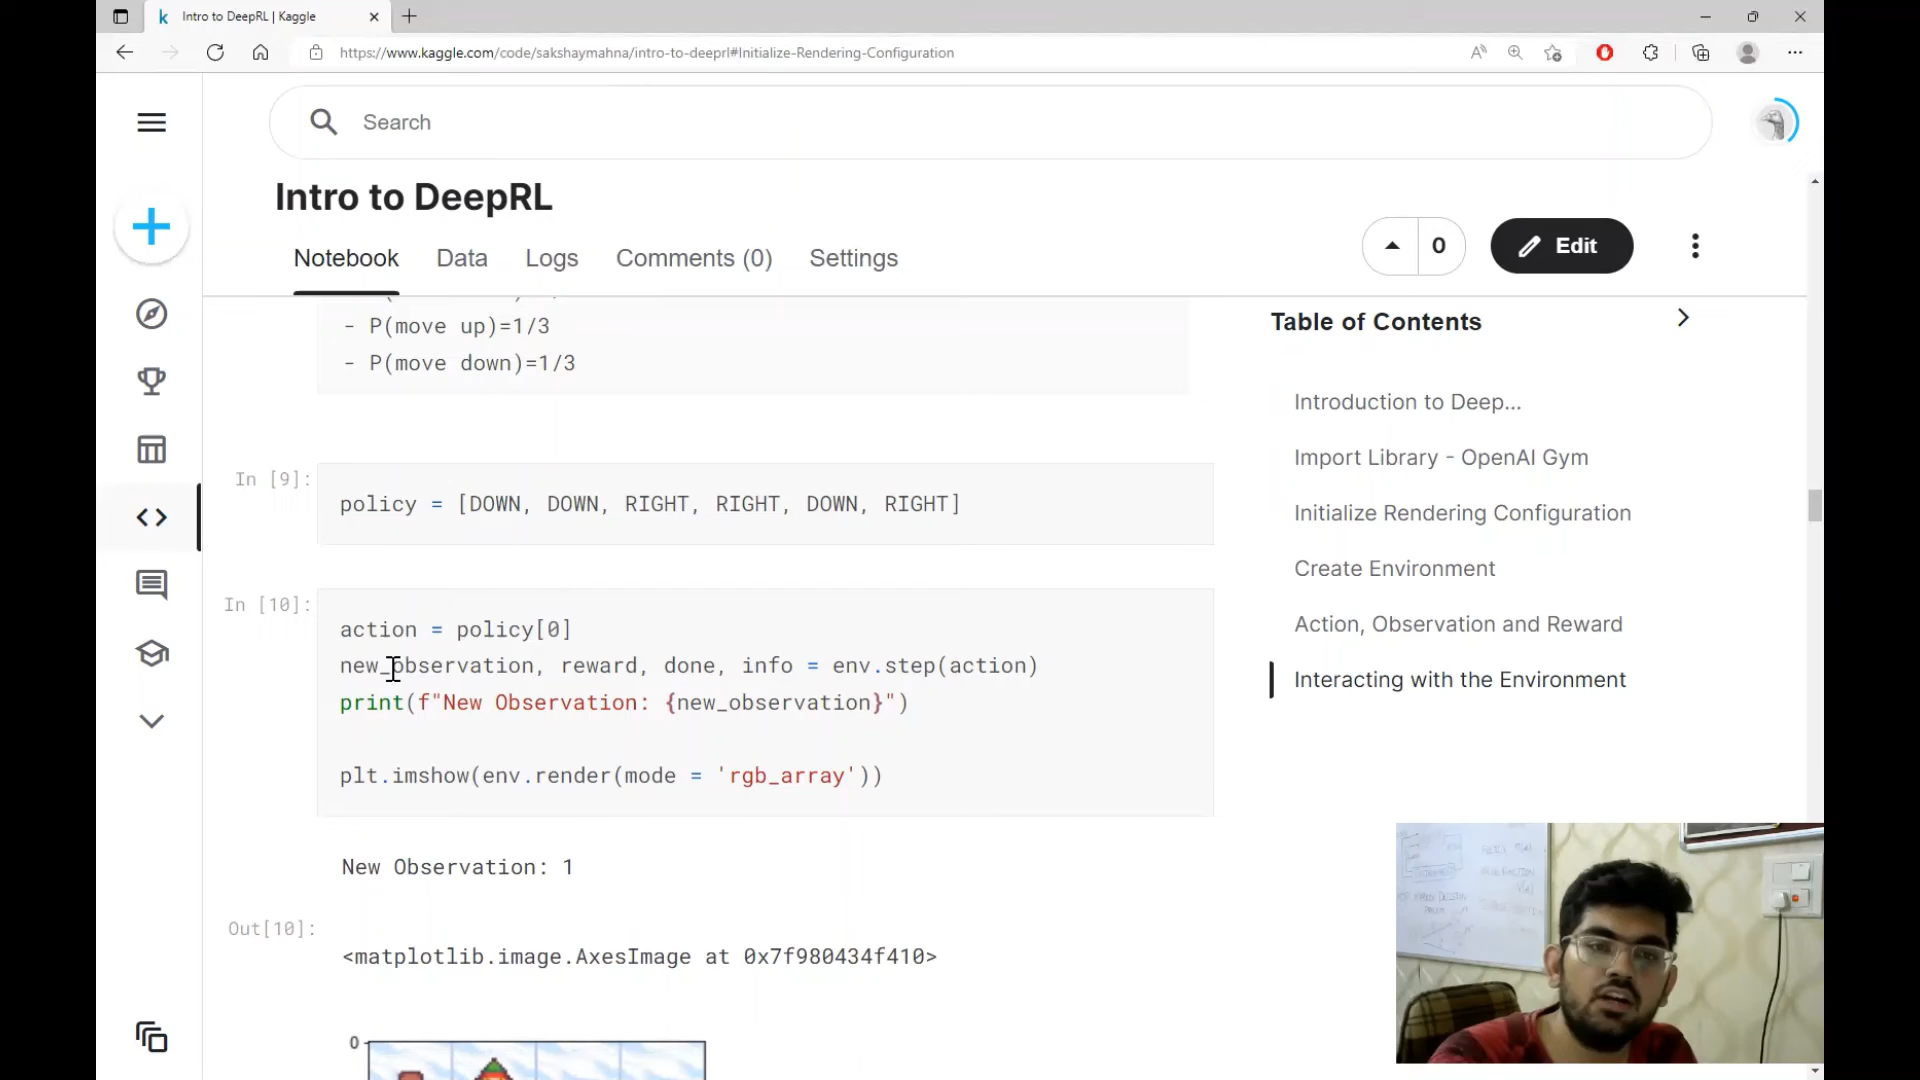 Intro to DeepRL | Kaggle
https://www.kaggle.com/code/sakshaymahna/intro-to-deeprl#Initialize-Rendering-Configuration
Search
Intro to DeepRL
0
Edit
Notebook
Data
Logs
Comments (0)
Settings
- P(move up)=1/3
- P(move down)=1/3
In [9]:
policy = [DOWN, DOWN, RIGHT, RIGHT, DOWN, RIGHT]
In [10]:
action = policy[0]
new_observation, reward, done, info = env.step(action)
print(f"New Observation: {new_observation}")
plt.imshow(env.render(mode = 'rgb_array'))
New Observation: 1
Out[10]:
<matplotlib.image.AxesImage at 0x7f980434f410>
0
Table of Contents
Introduction to Deep...
Import Library - OpenAI Gym
Initialize Rendering Configuration
Create Environment
Action, Observation and Reward
Interacting with the Environment